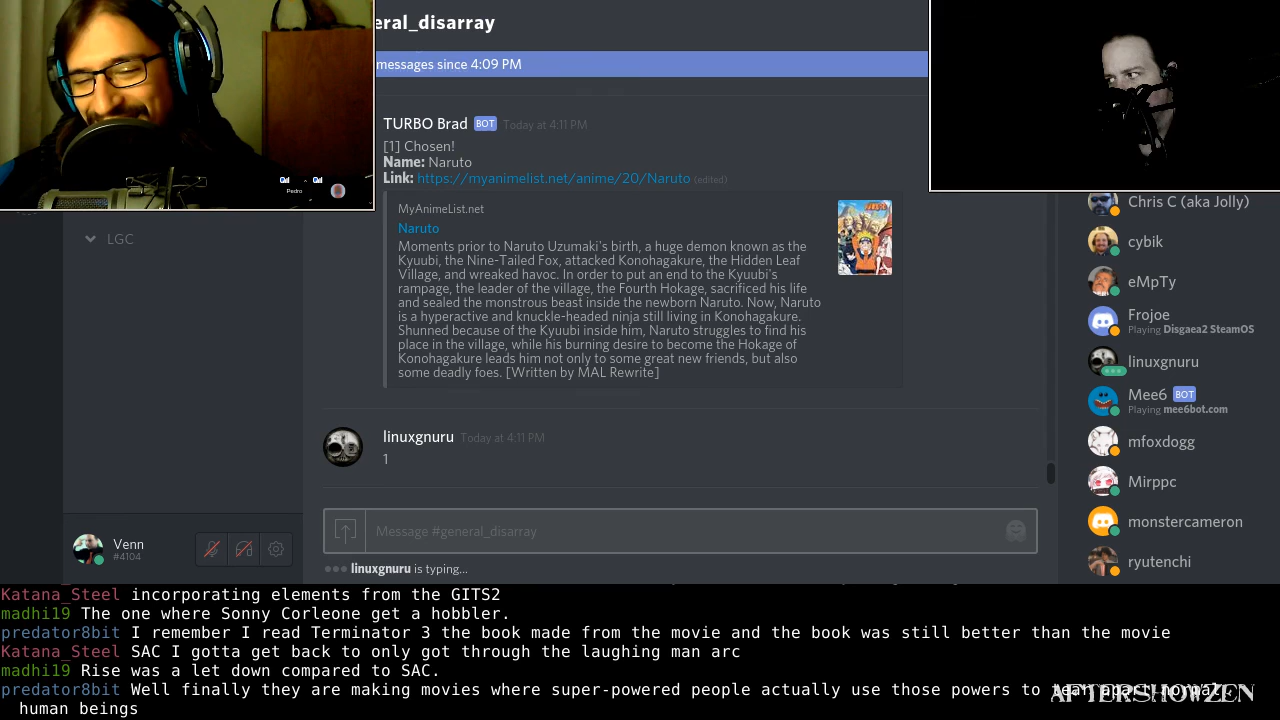 eral_disarray
messages since 4:09 PM
TURBO Brad BOT Today at 4:11 PM
[1] Chosen!
Name: Naruto
Link: https://myanimelist.net/anime/20/Naruto (edited)
MyAnimeList.net
Naruto
Moments prior to Naruto Uzumaki's birth, a huge demon known as the
Kyuubi, the Nine-Tailed Fox, attacked Konohagakure, the Hidden Leaf
Village, and wreaked havoc. In order to put an end to the Kyuubi's
rampage, the leader of the village, the Fourth Hokage, sacrificed his life
and sealed the monstrous beast inside the newborn Naruto. Now, Naruto
is a hyperactive and knuckle-headed ninja still living in Konohagakure.
Shunned because of the Kyuubi inside him, Naruto struggles to find his
place in the village, while his burning desire to become the Hokage of
Konohagakure leads him not only to some great new friends, but also
some deadly foes. [Written by MAL Rewrite]
linuxgnuru Today at 4:11 PM
1
Message #general_disarray
linuxgnuru is typing...
Pedro
LGC
Venn
#4104
Chris C (aka Jolly)
cybik
eMpTy
Frojoe
Playing Disgaea2 SteamOS
linuxgnuru
Mee6 BOT
Playing mee6bot.com
mfoxdogg
Mirppc
monstercameron
ryutenchi
Katana_Steel incorporating elements from the GITS2
madhi19 The one where Sonny Corleone get a hobbler.
predator8bit I remember I read Terminator 3 the book made from the movie and the book was still better than the movie
Katana_Steel SAC I gotta get back to only got through the laughing man arc
madhi19 Rise was a let down compared to SAC.
predator8bit Well finally they are making movies where super-powered people actually use those powers to
human beings
AFTERSHOWZEN